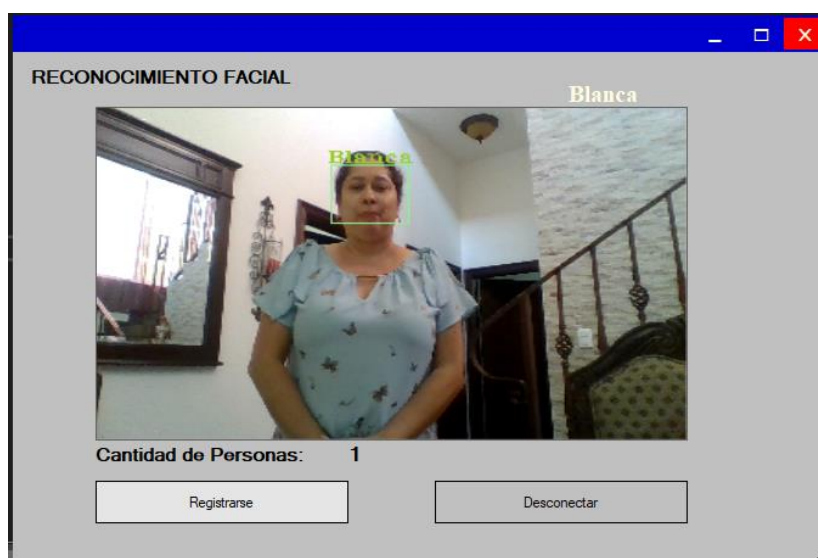 RECONOCIMIENTO FACIAL
Blanca
Blanca
Cantidad de Personas: 1
Registrarse
Desconectar